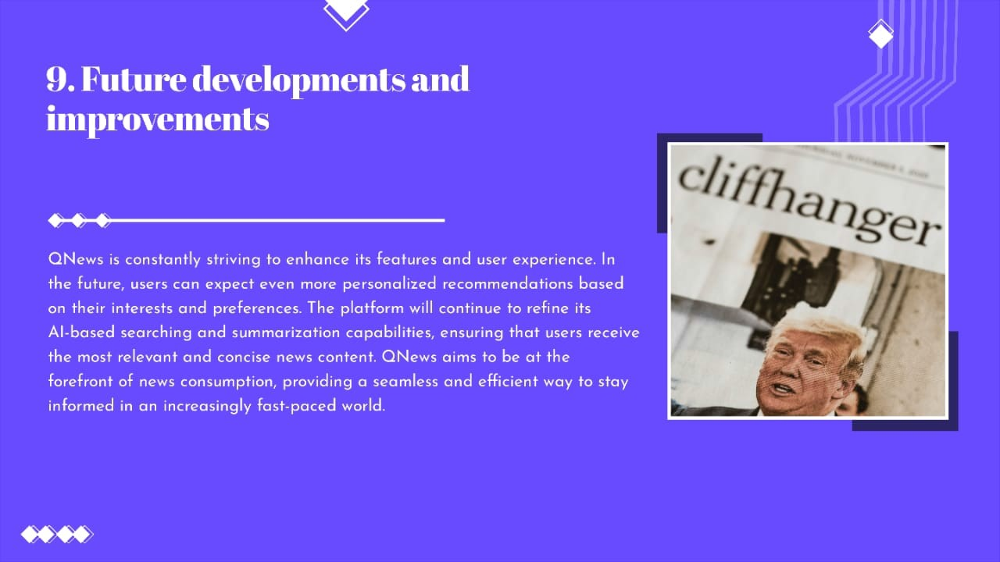 9. Future developments and
improvements
QNews is constantly striving to enhance its features and user experience. In
the future, users can expect even more personalized recommendations based
on their interests and preferences. The platform will continue to refine its
AI-based searching and summarization capabilities, ensuring that users receive
the most relevant and concise news content. QNews aims to be at the
forefront of news consumption, providing a seamless and efficient way to stay
informed in an increasingly fast-paced world.
cliffhanger